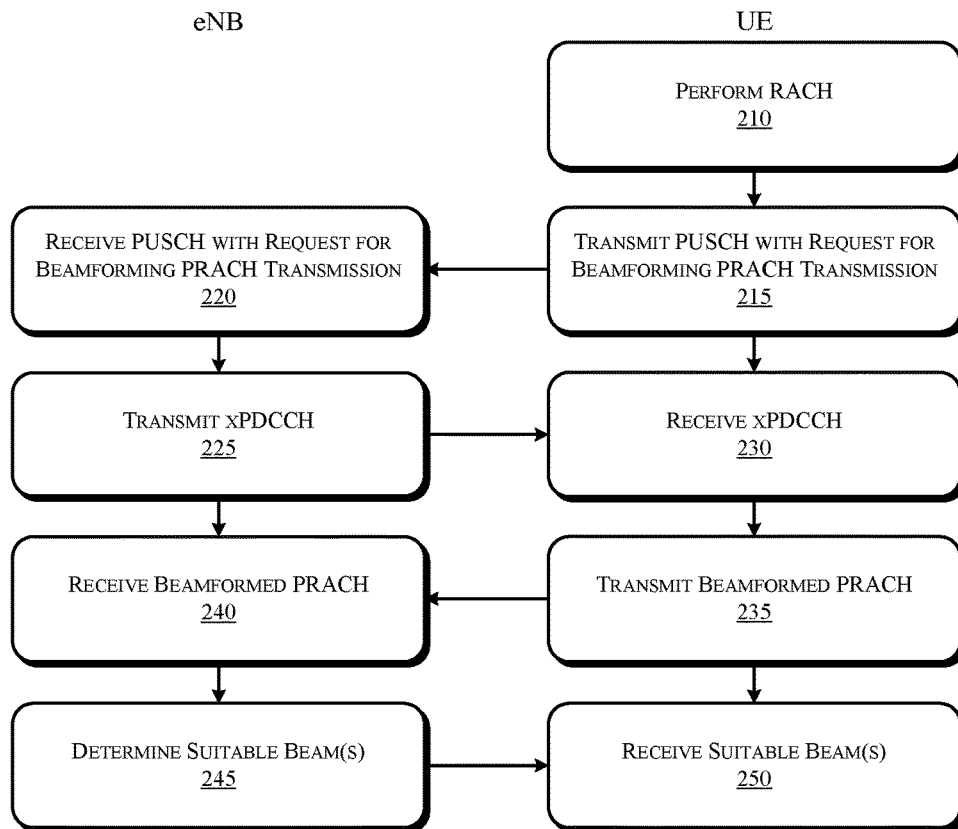 eNB
UE
PERFORM RACH
210
RECEIVE PUSCH WITH REQUEST FOR
BEAMFORMING PRACH TRANSMISSION
220
TRANSMIT PUSCH WITH REQUEST FOR
BEAMFORMING PRACH TRANSMISSION
215
TRANSMIT XPDCCH
225
RECEIVE XPDCCH
230
RECEIVE BEAMFORMED PRACH
240
TRANSMIT BEAMFORMED PRACH
235
DETERMINE SUITABLE BEAM(S)
245
RECEIVE SUITABLE BEAM(S)
250